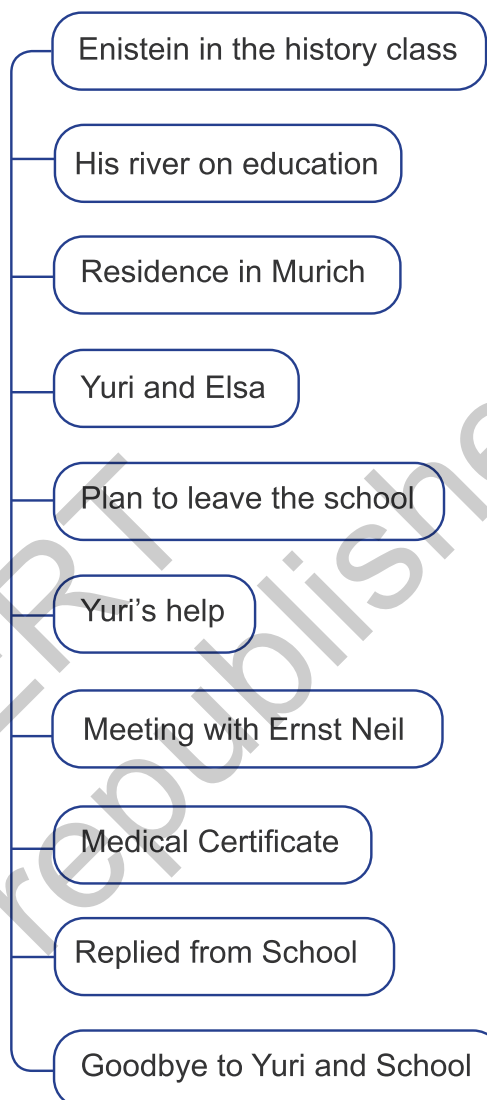 Enistein in the history class
His river on education
Residence in Murich
Yuri and Elsa
Plan to leave the school
Yuri’s help
Meeting with Ernst Neil
Medical Certificate
Replied from School
Goodbye to Yuri and School